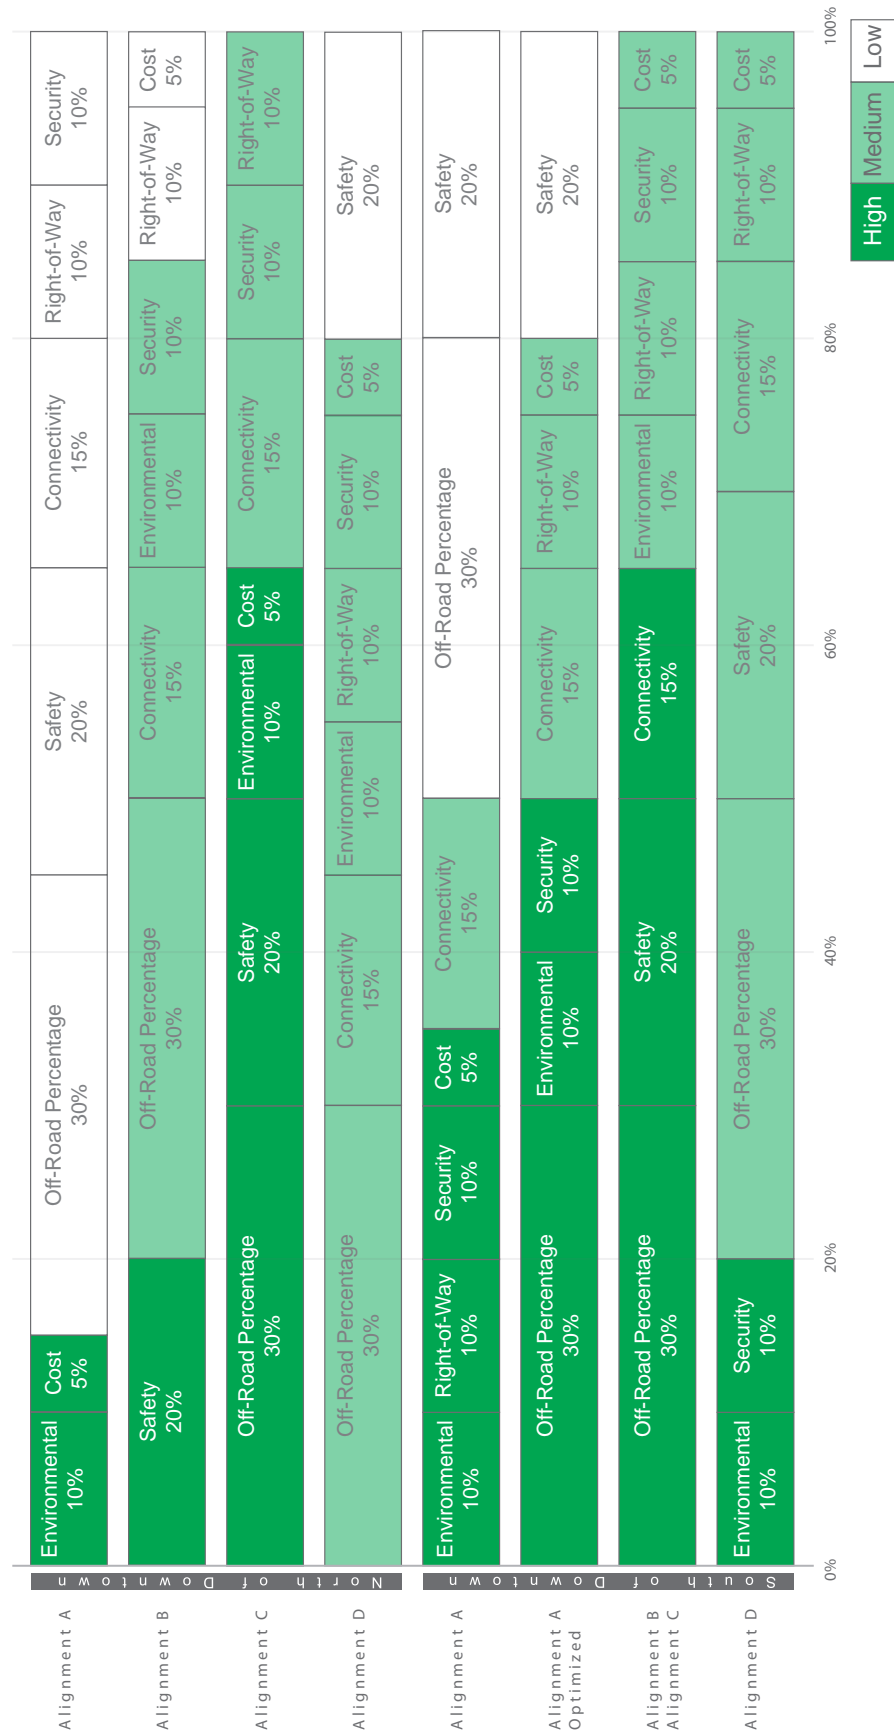 North of Downtown
Alignment A
Environmental
10%
Cost
5%
Off-Road Percentage
30%
Safety
20%
Connectivity
15%
Right-of-Way
10%
Security
10%
Alignment B
Safety
20%
Off-Road Percentage
30%
Connectivity
15%
Environmental
10%
Security
10%
Right-of-Way
10%
Cost
5%
Alignment C
Off-Road Percentage
30%
Safety
20%
Environmental
10%
Cost
5%
Connectivity
15%
Security
10%
Right-of-Way
10%
Alignment D
Off-Road Percentage
30%
Connectivity
15%
Environmental
10%
Right-of-Way
10%
Security
10%
Cost
5%
Safety
20%
South of Downtown
Alignment A
Environmental
10%
Right-of-Way
10%
Security
10%
Cost
5%
Connectivity
15%
Off-Road Percentage
30%
Safety
20%
Alignment A
Optimized
Off-Road Percentage
30%
Environmental
10%
Security
10%
Connectivity
15%
Right-of-Way
10%
Cost
5%
Safety
20%
Alignment B
Alignment C
Off-Road Percentage
30%
Safety
20%
Connectivity
15%
Environmental
10%
Right-of-Way
10%
Security
10%
Cost
5%
Alignment D
Environmental
10%
Security
10%
Off-Road Percentage
30%
Safety
20%
Connectivity
15%
Right-of-Way
10%
Cost
5%
0%
20%
40%
60%
80%
100%
High
Medium
Low